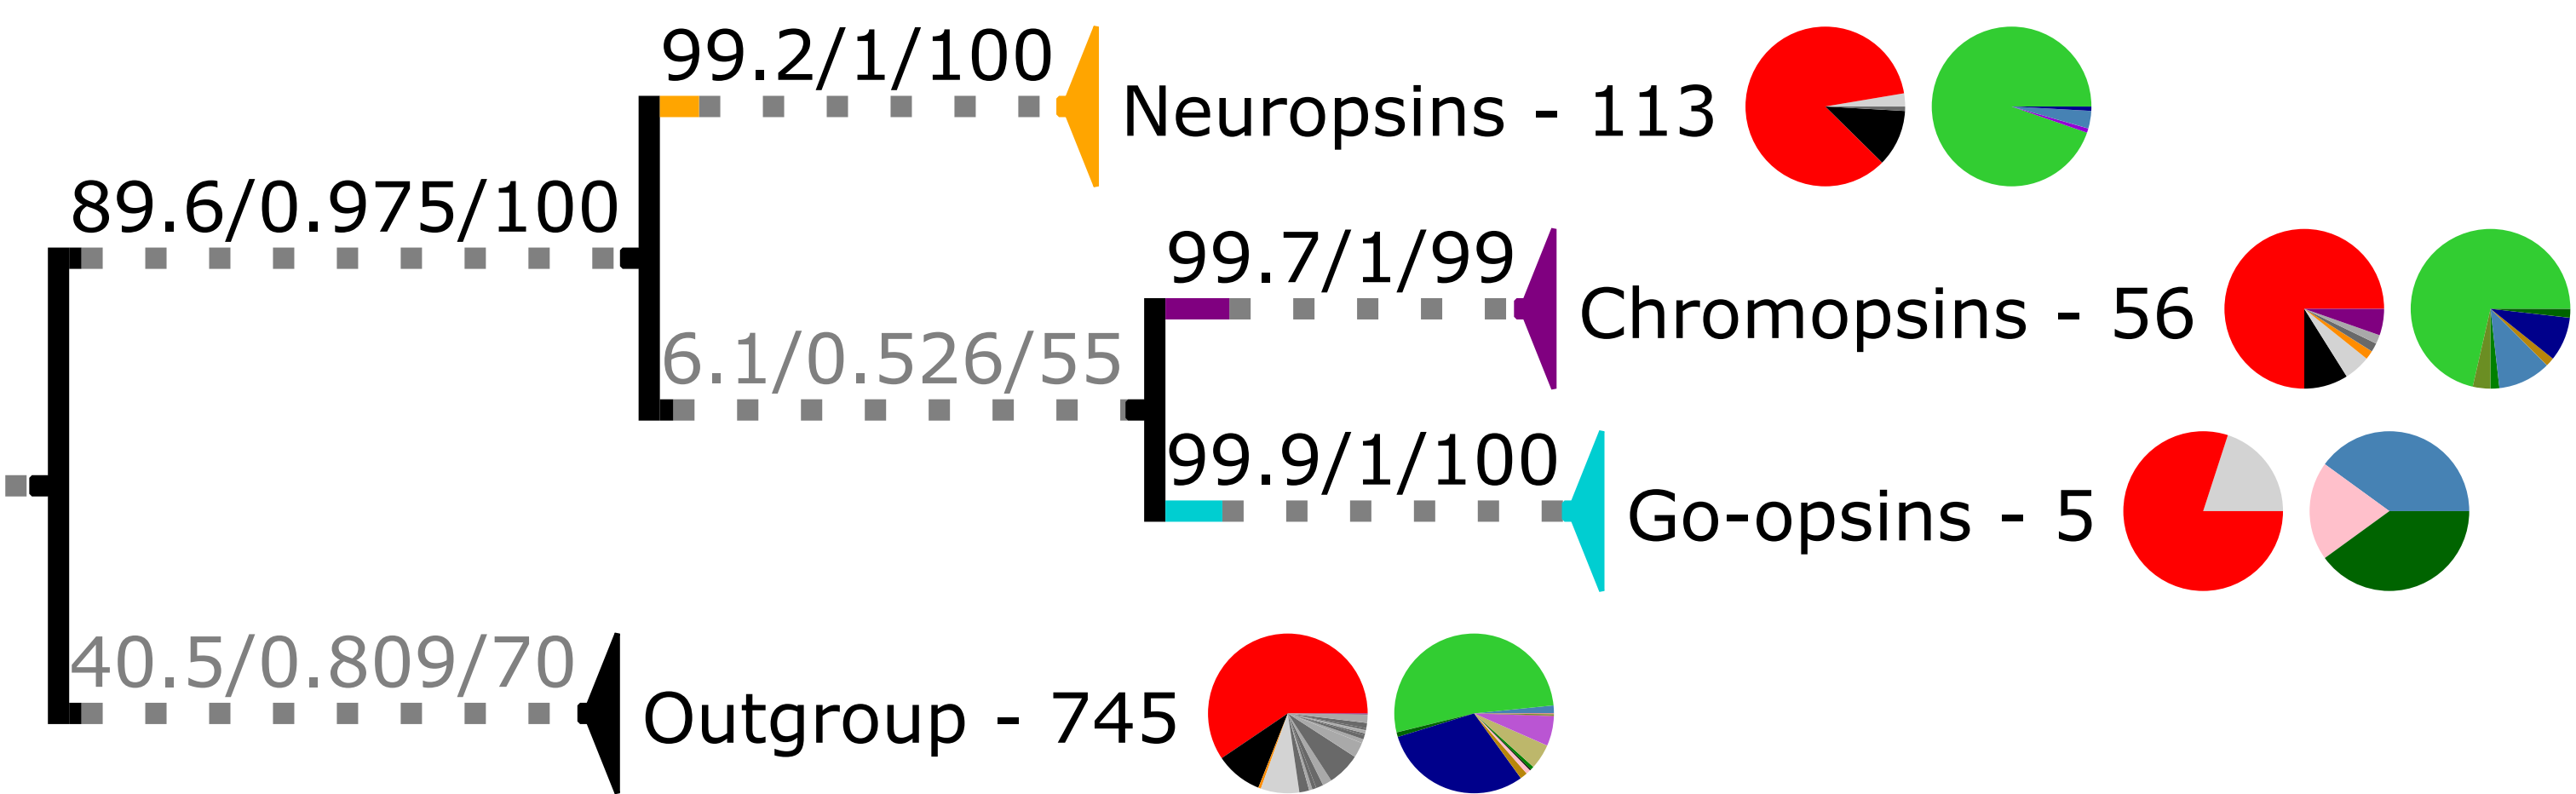 99.2/1/100
Neuropsins - 113
89.6/0.975/100
99.7/1/99
Chromopsins - 56
6.1/0.526/55
99.9/1/100
Go-opsins - 5
40.5/0.809/70
Outgroup - 745